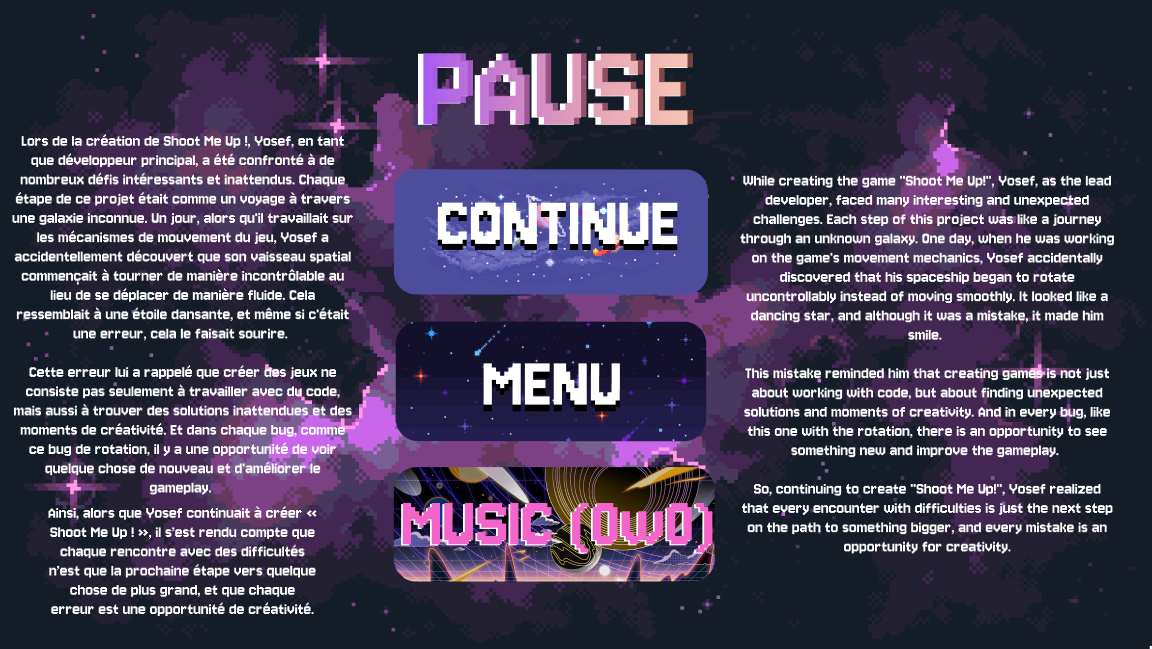 PAUSE
Lors de la création de Shoot Me Up !, Yosef, en tant
que développeur principal, a été confronté à de
nombreux défis intéressants et inattendus. Chaque
étape de ce projet était comme un voyage à travers
une galaxie inconnue. Un jour, alors qu'il travaillait sur
les mécanismes de mouvement du jeu, Yosef a
accidentellement découvert que son vaisseau spatial
commençait à tourner de manière incontrôlable au
lieu de se déplacer de manière fluide. Cela
ressemblait à une étoile dansante, et même si c'était
une erreur, cela le faisait sourire.
Cette erreur lui a rappelé que créer des jeux ne
consiste pas seulement à travailler avec du code,
mais aussi à trouver des solutions inattendues et des
moments de créativité. Et dans chaque bug, comme
ce bug de rotation, il y a une opportunité de voir
quelque chose de nouveau et d'améliorer le
gameplay.
Ainsi, alors que Yosef continuait à créer «
Shoot Me Up ! », il s'est rendu compte que
chaque rencontre avec des difficultés
n'est que la prochaine étape vers quelque
chose de plus grand, et que chaque
erreur est une opportunité de créativité.
CONTINUE
MENU
MUSIC (OwO)
While creating the game "Shoot Me Up!", Yosef, as the lead
developer, faced many interesting and unexpected
challenges. Each step of this project was like a journey
through an unknown galaxy. One day, when he was working
on the game's movement mechanics, Yosef accidentally
discovered that his spaceship began to rotate
uncontrollably instead of moving smoothly. It looked like a
dancing star, and although it was a mistake, it made him
smile.
This mistake reminded him that creating games is not just
about working with code, but about finding unexpected
solutions and moments of creativity. And in every bug, like
this one with the rotation, there is an opportunity to see
something new and improve the gameplay.
So, continuing to create "Shoot Me Up!", Yosef realized
that every encounter with difficulties is just the next step
on the path to something bigger, and every mistake is an
opportunity for creativity.